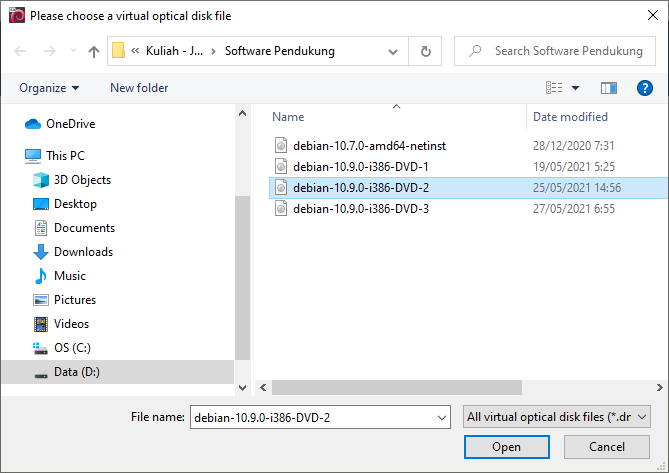 Please choose a virtual optical disk file
« Kuliah - J... > Software Pendukung
Search Software Pendukung
Organize
New folder
Name
Date modified
OneDrive
This PC
3D Objects
Desktop
Documents
Downloads
Music
Pictures
Videos
OS (C:)
Data (D:)
debian-10.7.0-amd64-netinst 28/12/2020 7:31
debian-10.9.0-i386-DVD-1 19/05/2021 5:25
debian-10.9.0-i386-DVD-2 25/05/2021 14:56
debian-10.9.0-i386-DVD-3 27/05/2021 6:55
File name: debian-10.9.0-i386-DVD-2
All virtual optical disk files (*.dr
Open
Cancel